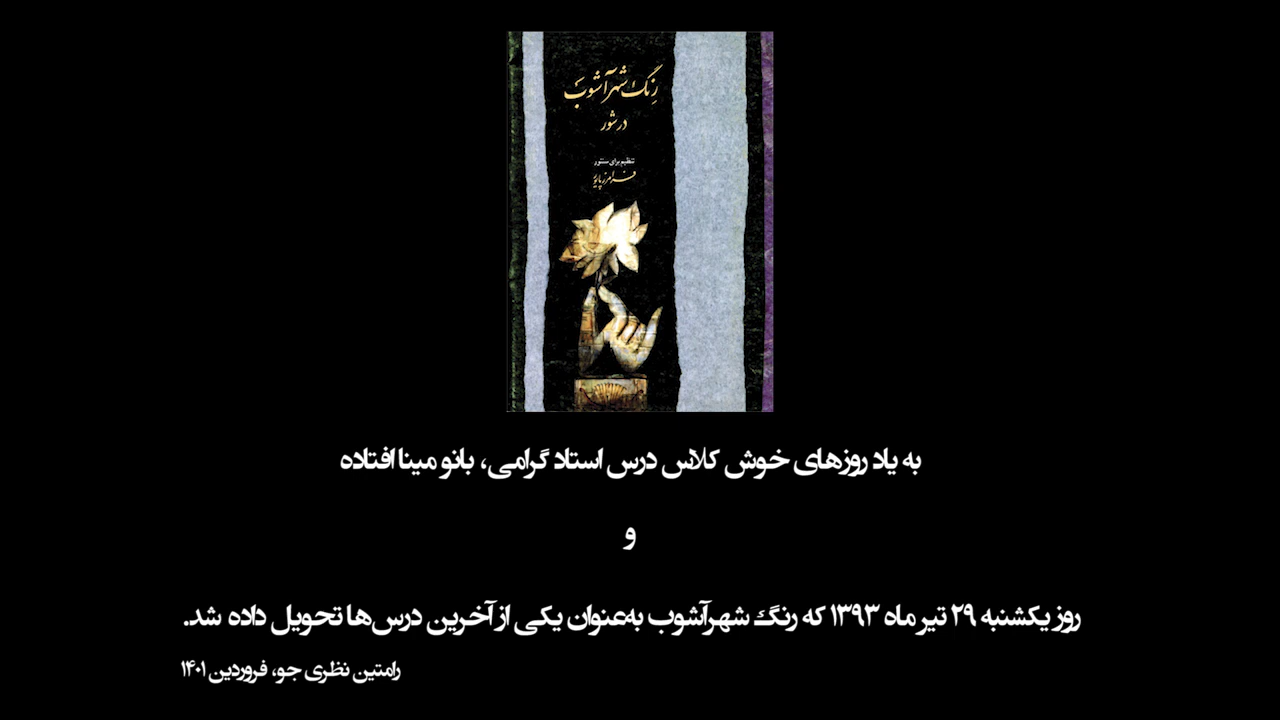 رنگ شهرآشوب
در شور
تنظیم برای سنتور
فرامرز پایور
به یاد روزهای خوش کلاس درس استاد گرامی، بانو مینا افتاده
و
روز یکشنبه ۲۹ تیر ماه ۱۳۹۳ که رنگ شهرآشوب به‌عنوان یکی از آخرین درس‌ها تحویل داده شد.
رامتین نظری جو، فروردین ۱۴۰۱